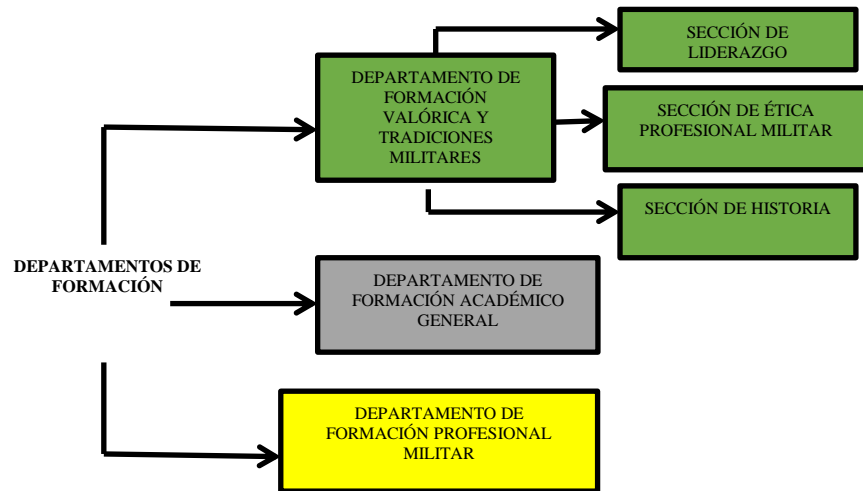 SECCIÓN DE
LIDERAZGO
DEPARTAMENTO DE
FORMACIÓN
VALÓRICA Y
TRADICIONES
MILITARES
SECCIÓN DE ÉTICA
PROFESIONAL MILITAR
SECCIÓN DE HISTORIA
DEPARTAMENTOS DE
FORMACIÓN
DEPARTAMENTO DE
FORMACIÓN ACADÉMICO
GENERAL
DEPARTAMENTO DE
FORMACIÓN PROFESIONAL
MILITAR